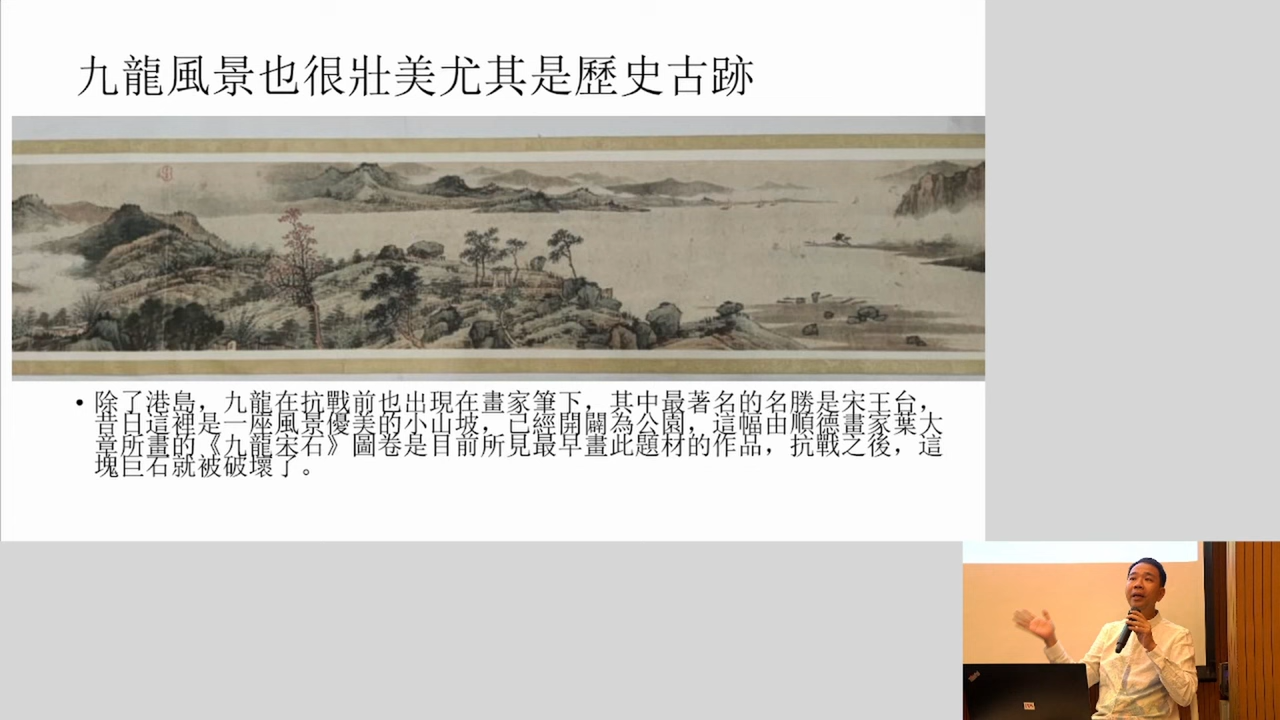 九龍風景也很壯美尤其是歷史古跡
• 除了港島，九龍在抗戰前也出現在畫家筆下，其中最著名的名勝是宋王台，
昔日這裡是一座風景優美的小山坡，已經開闢為公園，這幅由順德畫家葉大
章所畫的《九龍宋石》圖卷是目前所見最早畫此題材的作品，抗戰之後，這
塊巨石就被破壞了。